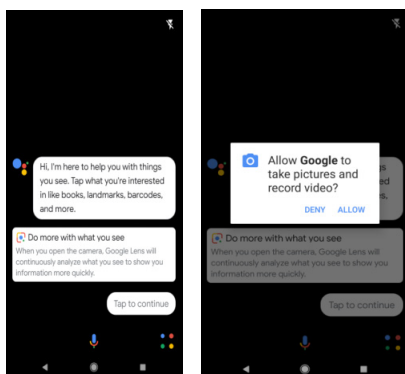 Hi, I'm here to help you with things
you see. Tap what you're interested
in like books, landmarks, barcodes,
and more.
Do more with what you see
When you open the camera, Google Lens will
continuously analyze what you see to show you
information more quickly.
Tap to continue
Allow Google to
take pictures and
record video?
DENY ALLOW
Do more with what you see
When you open the camera, Google Lens will
continuously analyze what you see to show you
information more quickly.
Tap to continue